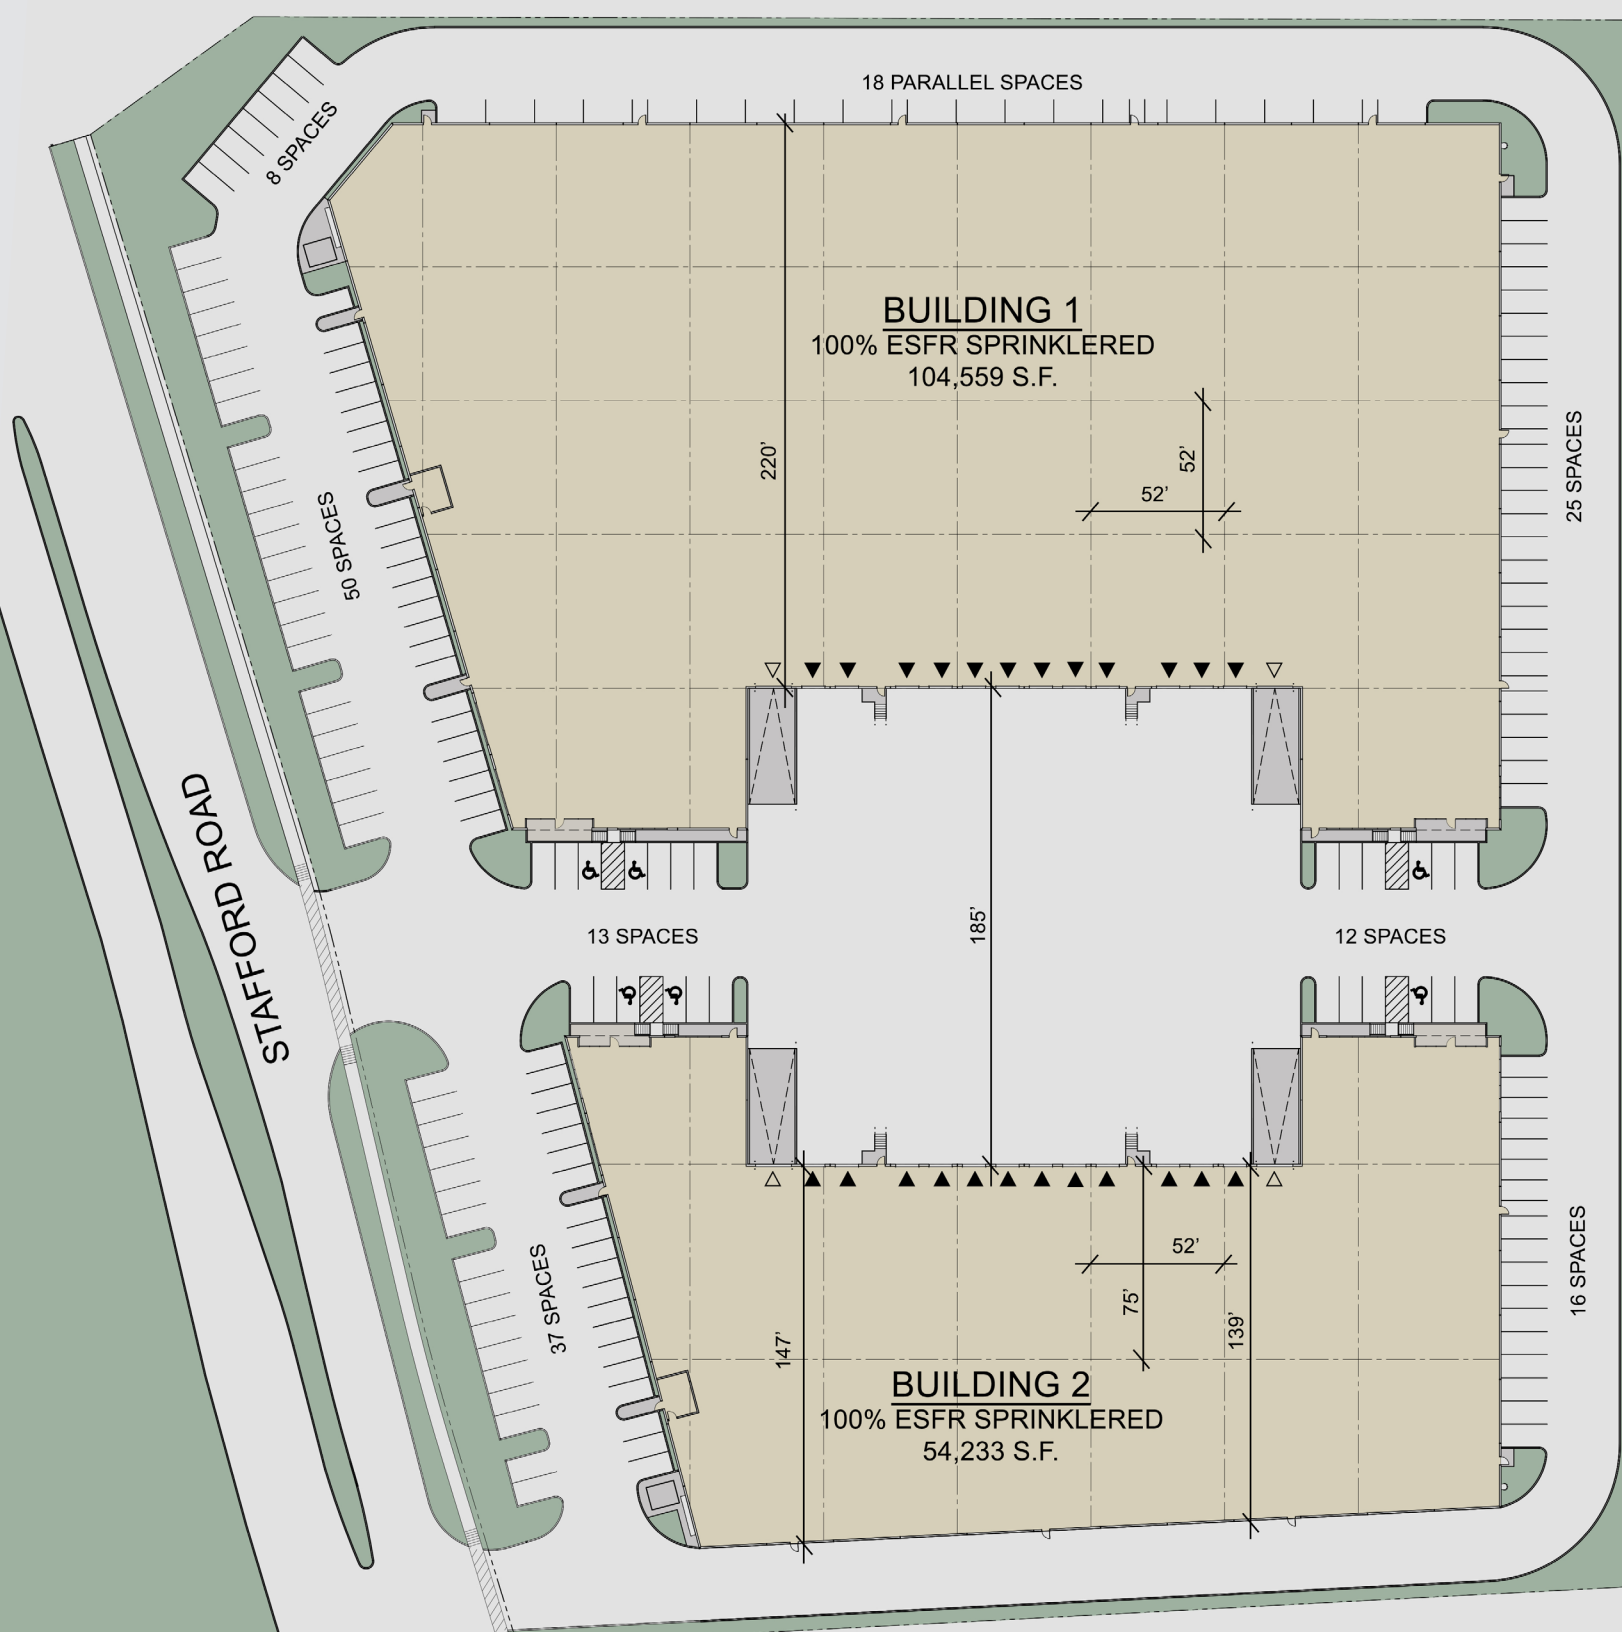 18 PARALLEL SPACES
8 SPACES
BUILDING 1
100% ESFR SPRINKLERED
104,559 S.F.
220'
52'
52'
25 SPACES
50 SPACES
STAFFORD ROAD
13 SPACES
185'
12 SPACES
37 SPACES
52'
75'
147'
139'
16 SPACES
BUILDING 2
100% ESFR SPRINKLERED
54,233 S.F.